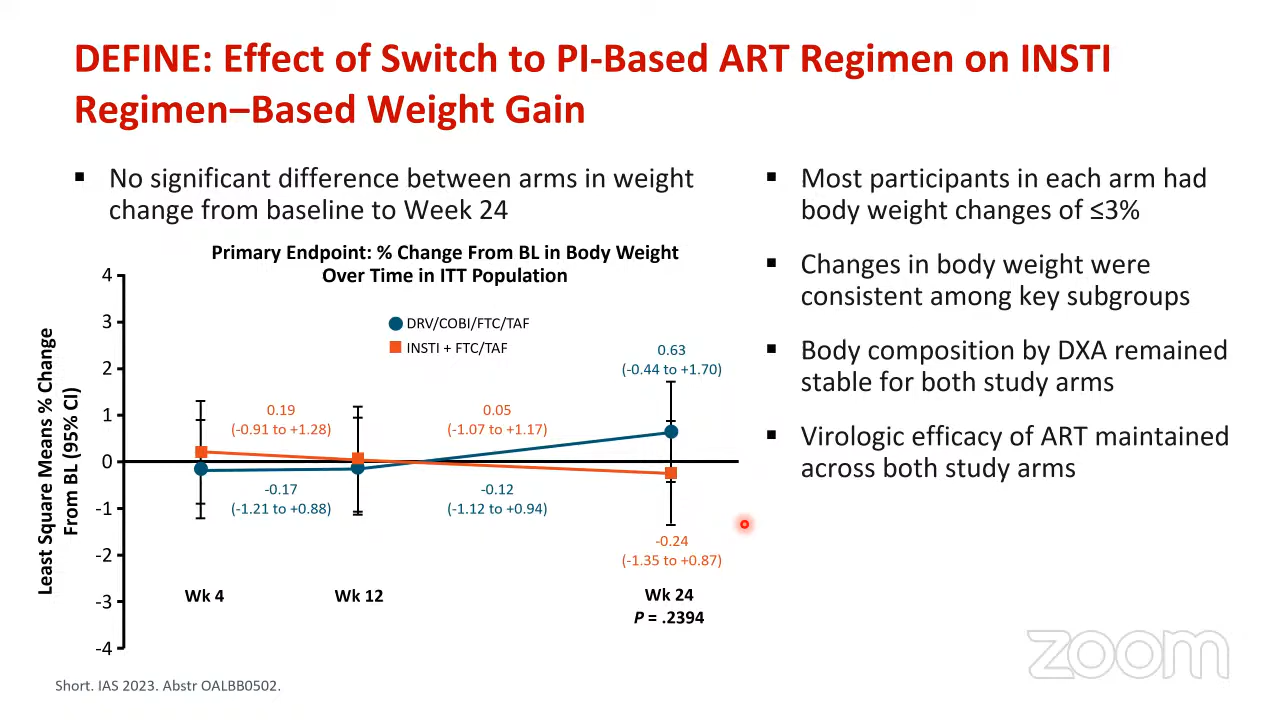 DEFINE: Effect of Switch to PI-Based ART Regimen on INSTI
Regimen–Based Weight Gain
▪ No significant difference between arms in weight
change from baseline to Week 24
Primary Endpoint: % Change From BL in Body Weight
Over Time in ITT Population
Least Square Means % Change
From BL (95% CI)
4
3
2
1
0
-1
-2
-3
-4
DRV/COBI/FTC/TAF
INSTI + FTC/TAF
0.19
(-0.91 to +1.28)
0.05
(-1.07 to +1.17)
0.63
(-0.44 to +1.70)
-0.17
(-1.21 to +0.88)
-0.12
(-1.12 to +0.94)
-0.24
(-1.35 to +0.87)
Wk 4
Wk 12
Wk 24
P = .2394
▪ Most participants in each arm had
body weight changes of ≤3%
▪ Changes in body weight were
consistent among key subgroups
▪ Body composition by DXA remained
stable for both study arms
▪ Virologic efficacy of ART maintained
across both study arms
Short. IAS 2023. Abstr OALBB0502.
zoom